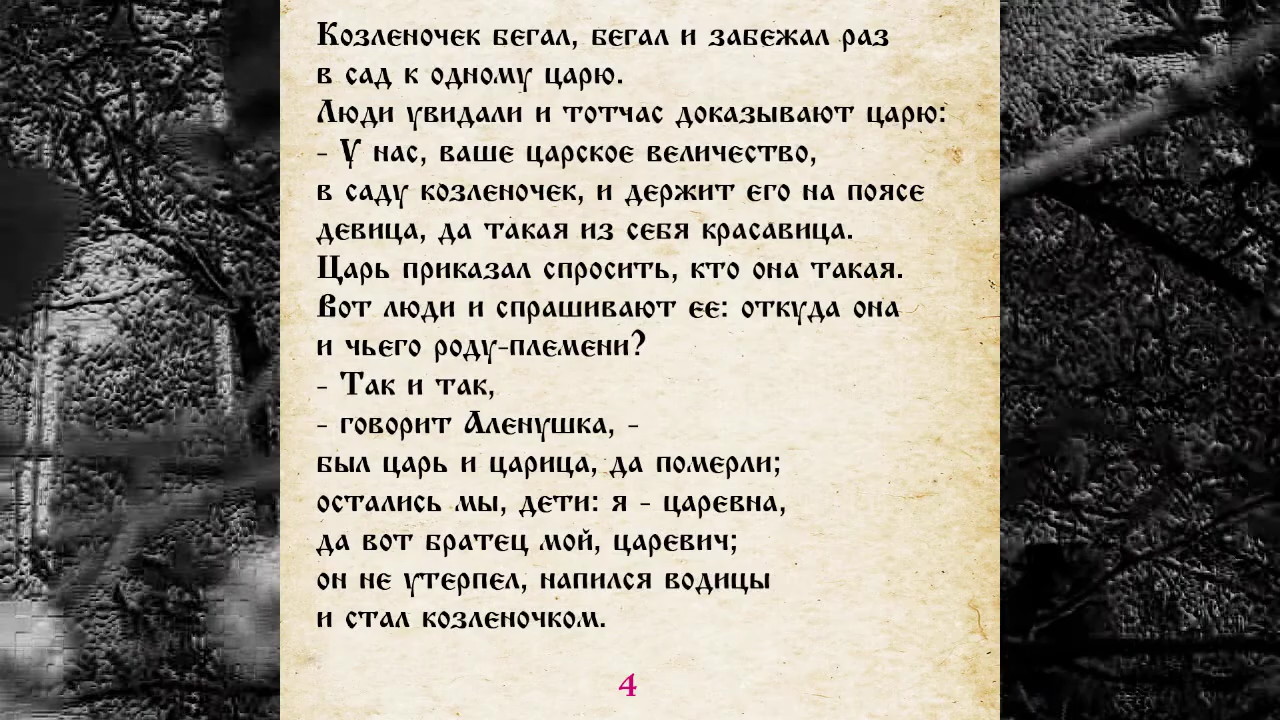 Козленочек бегал, бегал и забежал раз
в сад к одному царю.
Люди увидали и тотчас доказывают царю:
- У нас, ваше царское величество,
в саду козленочек, и держит его на поясе
девица, да такая из себя красавица.
Царь приказал спросить, кто она такая.
Вот люди и спрашивают ее: откуда она
и чьего роду-племени?
- Так и так,
- говорит Аленушка, -
был царь и царица, да померли;
остались мы, дети: я - царевна,
да вот братец мой, царевич;
он не утерпел, напился водицы
и стал козленочком.
4